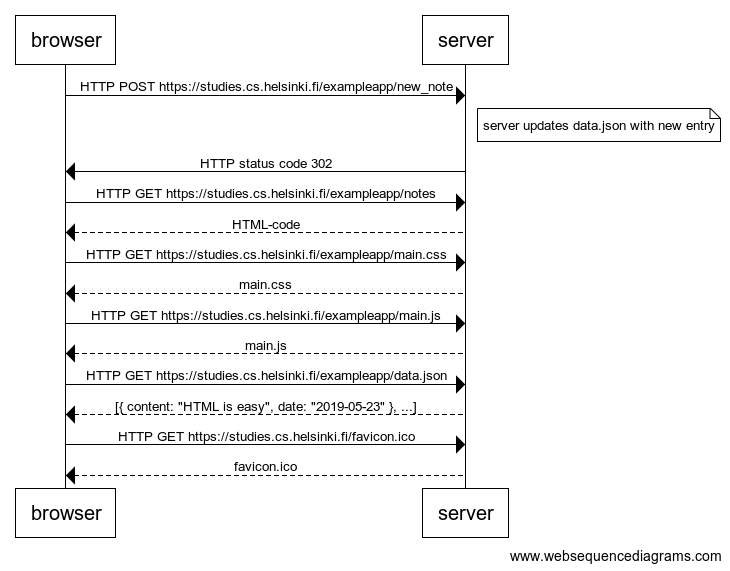 browser server
HTTP POST https://studies.cs.helsinki.fi/exampleapp/new_note
server updates data.json with new entry
HTTP status code 302
HTTP GET https://studies.cs.helsinki.fi/exampleapp/notes
HTML-code
HTTP GET https://studies.cs.helsinki.fi/exampleapp/main.css
main.css
HTTP GET https://studies.cs.helsinki.fi/exampleapp/main.js
main.js
HTTP GET https://studies.cs.helsinki.fi/exampleapp/data.json
[{ content: "HTML is easy", date: "2019-05-23" }, ...]
HTTP GET https://studies.cs.helsinki.fi/favicon.ico
favicon.ico
browser server
www.websequencediagrams.com